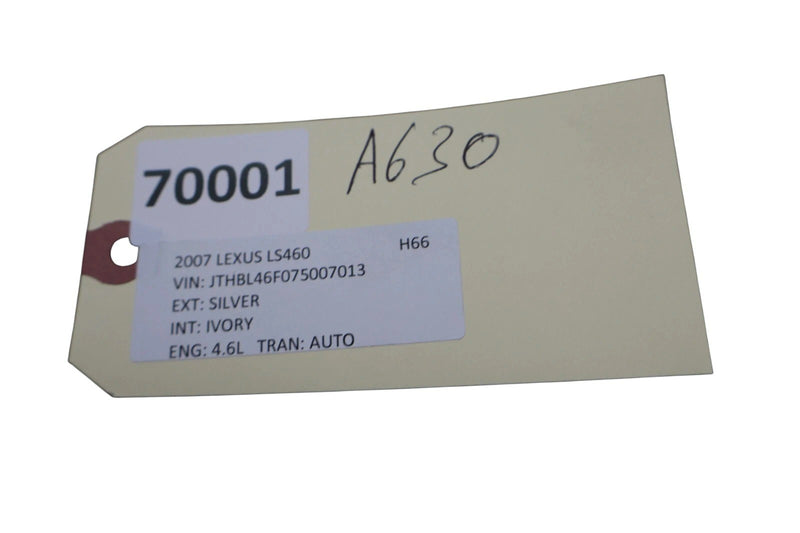 70001
A630
2007 LEXUS LS460 H66
VIN: JTHBL46F075007013
EXT: SILVER
INT: IVORY
ENG: 4.6L TRAN: AUTO